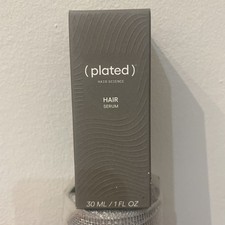 ( plated )
SKIN SCIENCE
HAIR
SERUM
30 ML / 1 FL OZ